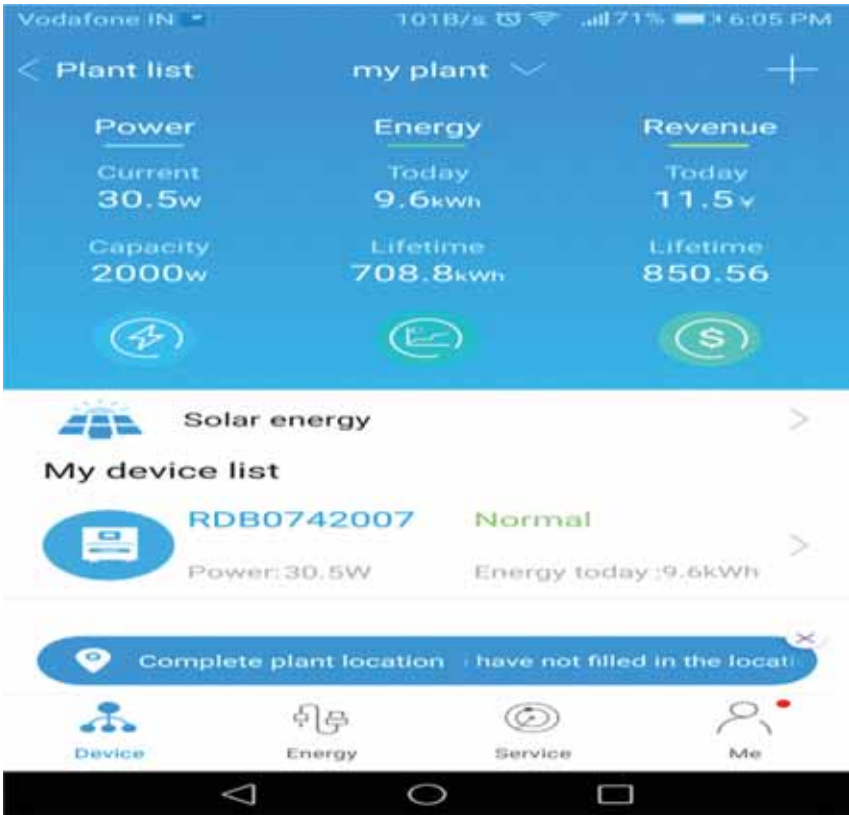 Vodafone IN 101B/s 71% 6:05 PM
< Plant list my plant
Power Energy Revenue
Current Today Today
30.5w 9.6kWh 11.5¥
Capacity Lifetime Lifetime
2000w 708.8kWh 850.56
$
Solar energy
My device list
RDB0742007 Normal
Power:30.5W Energy today :9.6kWh
Complete plant location have not filled in the locati
Device Energy Service Me